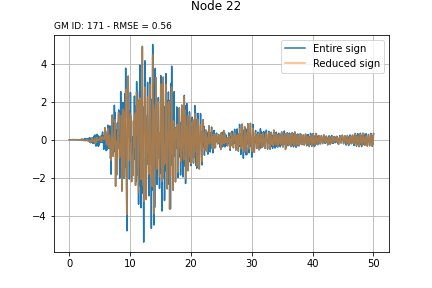 Node 22
GM ID: 171 - RMSE = 0.56
Entire sign
Reduced sign
4
2
0
−2
−4
0 10 20 30 40 50